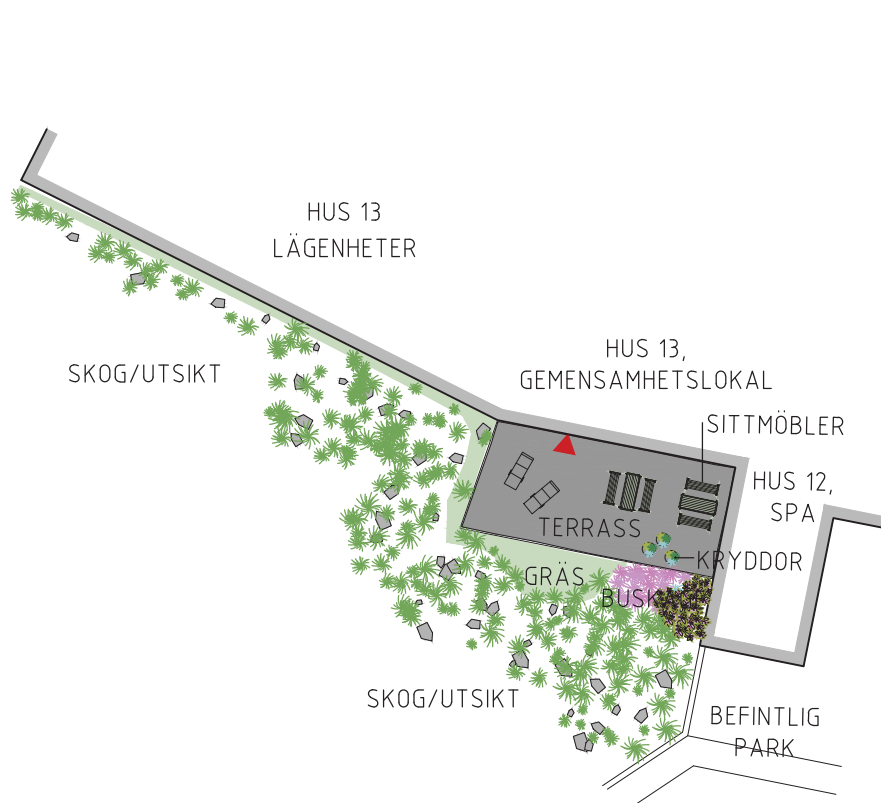 HUS 13
LÄGENHETER
HUS 13,
GEMENSAMHETSLOKAL
SKOG/UTSIKT
SITTMÖBLER
HUS 12,
SPA
TERRASS
KRYDDOR
GRÄS
SKOG/UTSIKT
BEFINTLIG
PARK